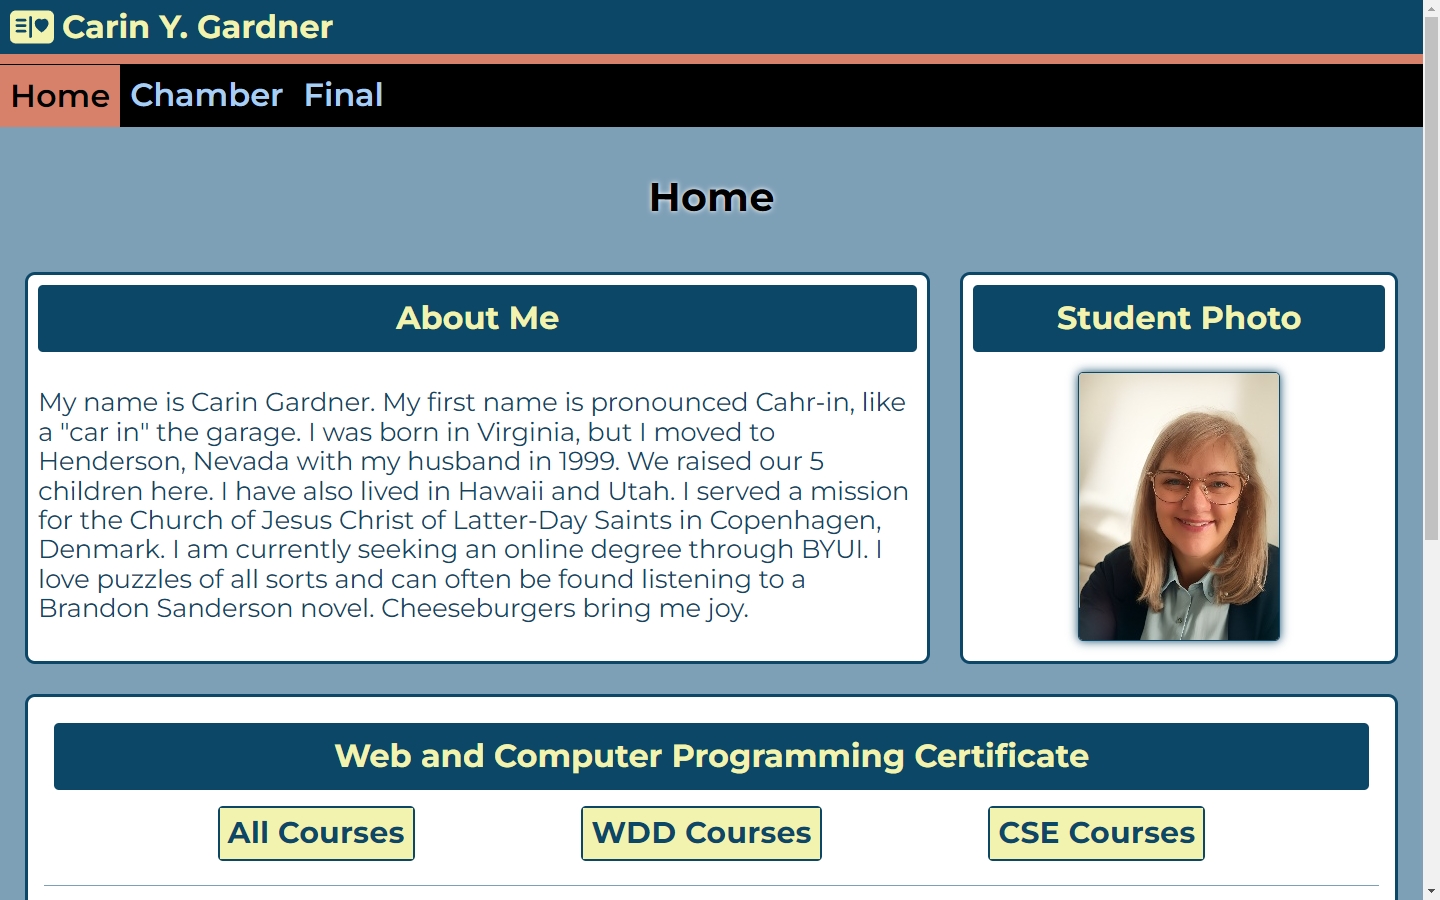 Carin Y. Gardner
Home Chamber Final
Home
About Me
My name is Carin Gardner. My first name is pronounced Cahr-in, like
a "car in" the garage. I was born in Virginia, but I moved to
Henderson, Nevada with my husband in 1999. We raised our 5
children here. I have also lived in Hawaii and Utah. I served a mission
for the Church of Jesus Christ of Latter-Day Saints in Copenhagen,
Denmark. I am currently seeking an online degree through BYUI. I
love puzzles of all sorts and can often be found listening to a
Brandon Sanderson novel. Cheeseburgers bring me joy.
Student Photo
Web and Computer Programming Certificate
All Courses WDD Courses CSE Courses